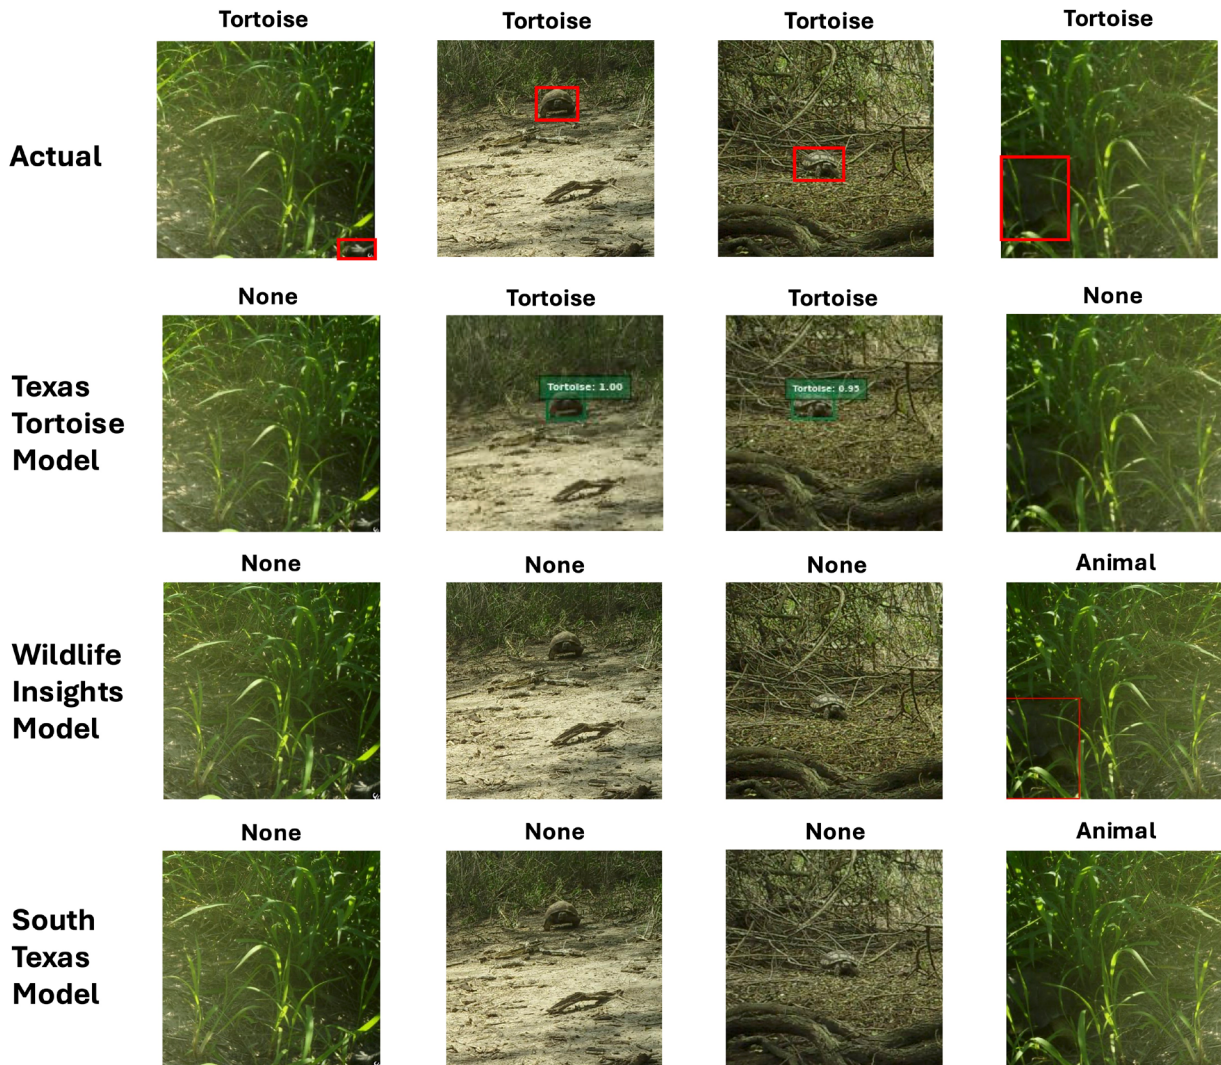 Tortoise Tortoise Tortoise Tortoise
Actual
None Tortoise Tortoise None
Texas
Tortoise
Model
Tortoise: 1.00
Tortoise: 0.95
None None None Animal
Wildlife
Insights
Model
None None None Animal
South
Texas
Model